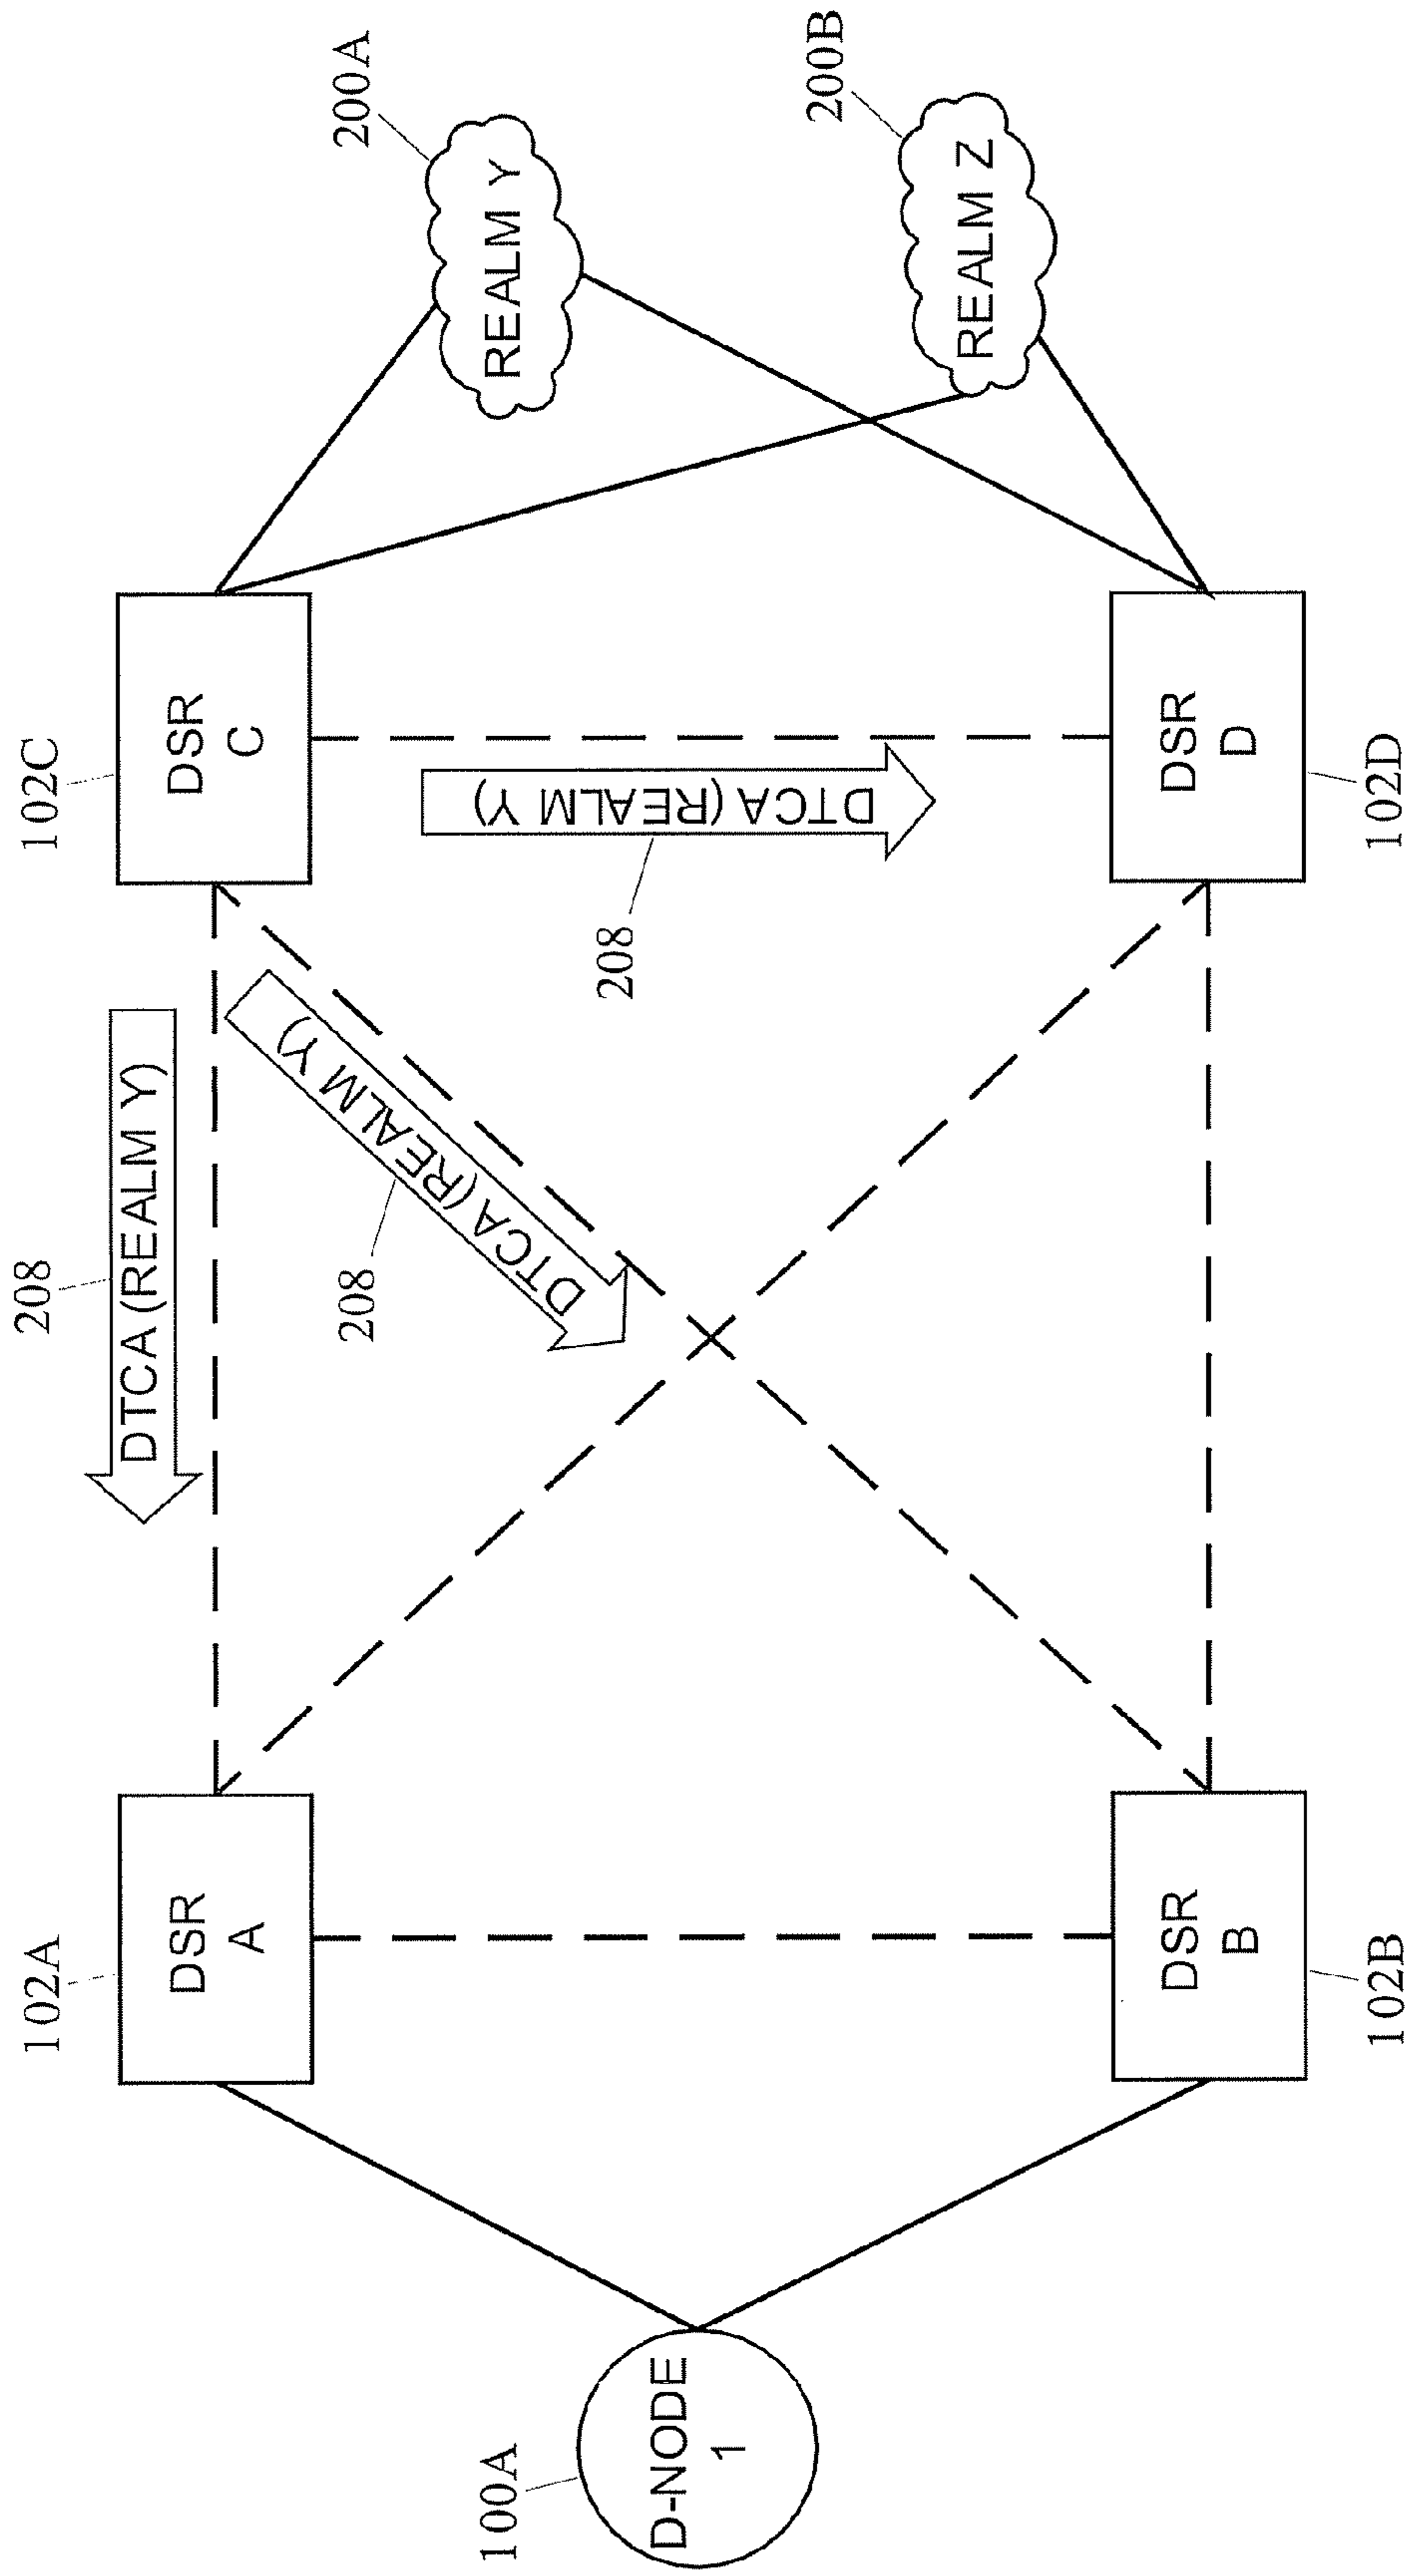 208
102A
102C
DTCA (REALM Y)
DSR
A
DSR
C
200A
DTCA (REALM Y)
208
REALM Y
100A
D-NODE
1
DTCA (REALM Y)
208
200B
REALM Z
DSR
B
DSR
D
102B
102D